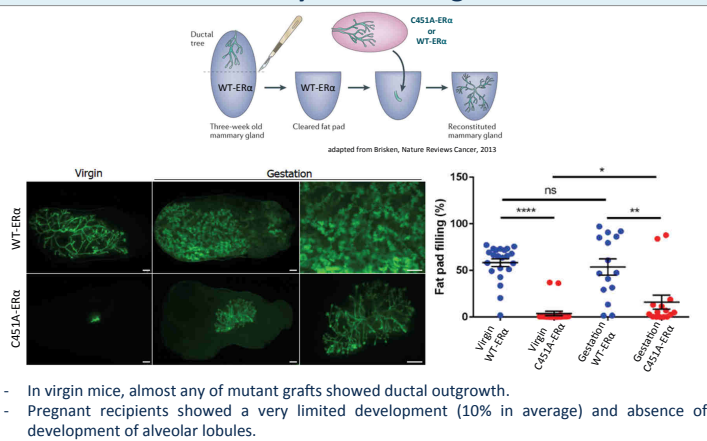 C451A-ERα
or
WT-ERα
Ductal
tree
WT-ERα
WT-ERα
Three-week old
mammary gland
Cleared fat pad
Reconstituted
mammary gland
adapted from Brisken, Nature Reviews Cancer, 2013
Virgin
Gestation
WT-ERα
C451A-ERα
Fat pad filling (%)
150
100
50
0
*
ns
****
**
Virgin
WT-ERα
Virgin
C451A-ERα
Gestation
WT-ERα
Gestation
C451A-ERα
- In virgin mice, almost any of mutant grafts showed ductal outgrowth.
- Pregnant recipients showed a very limited development (10% in average) and absence of
development of alveolar lobules.